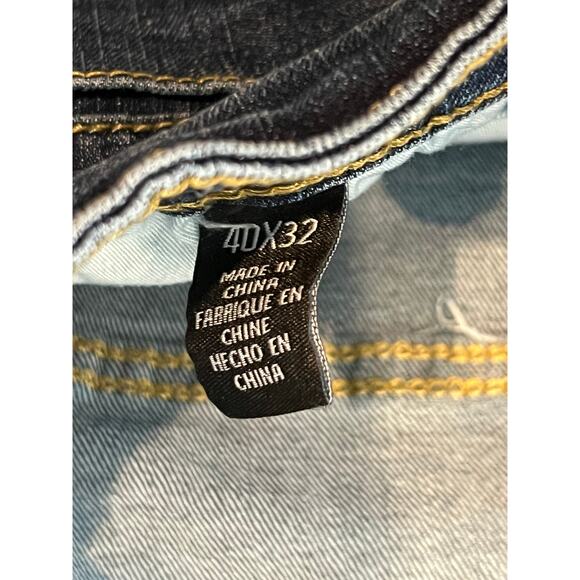 40X32
MADE IN
CHINA
FABRIQUE EN
CHINE
HECHO EN
CHINA